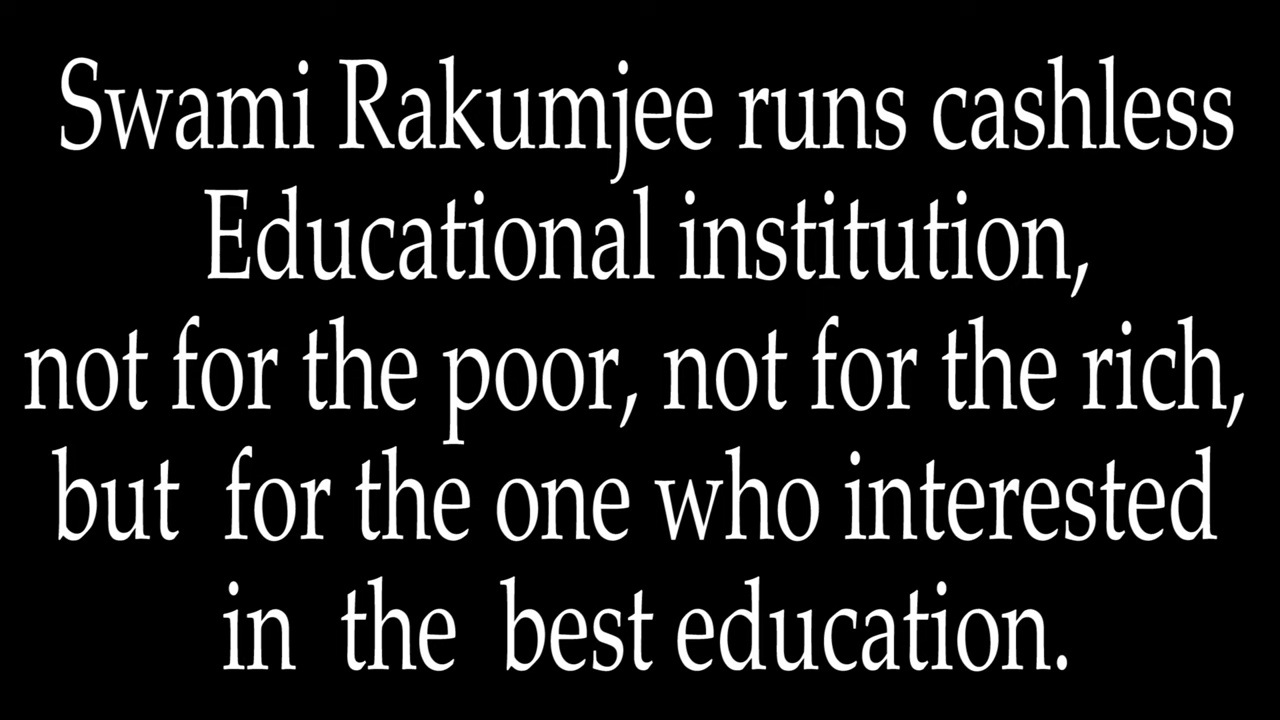 Swami Rakumjee runs cashless
Educational institution,
not for the poor, not for the rich,
but for the one who interested
in the best education.